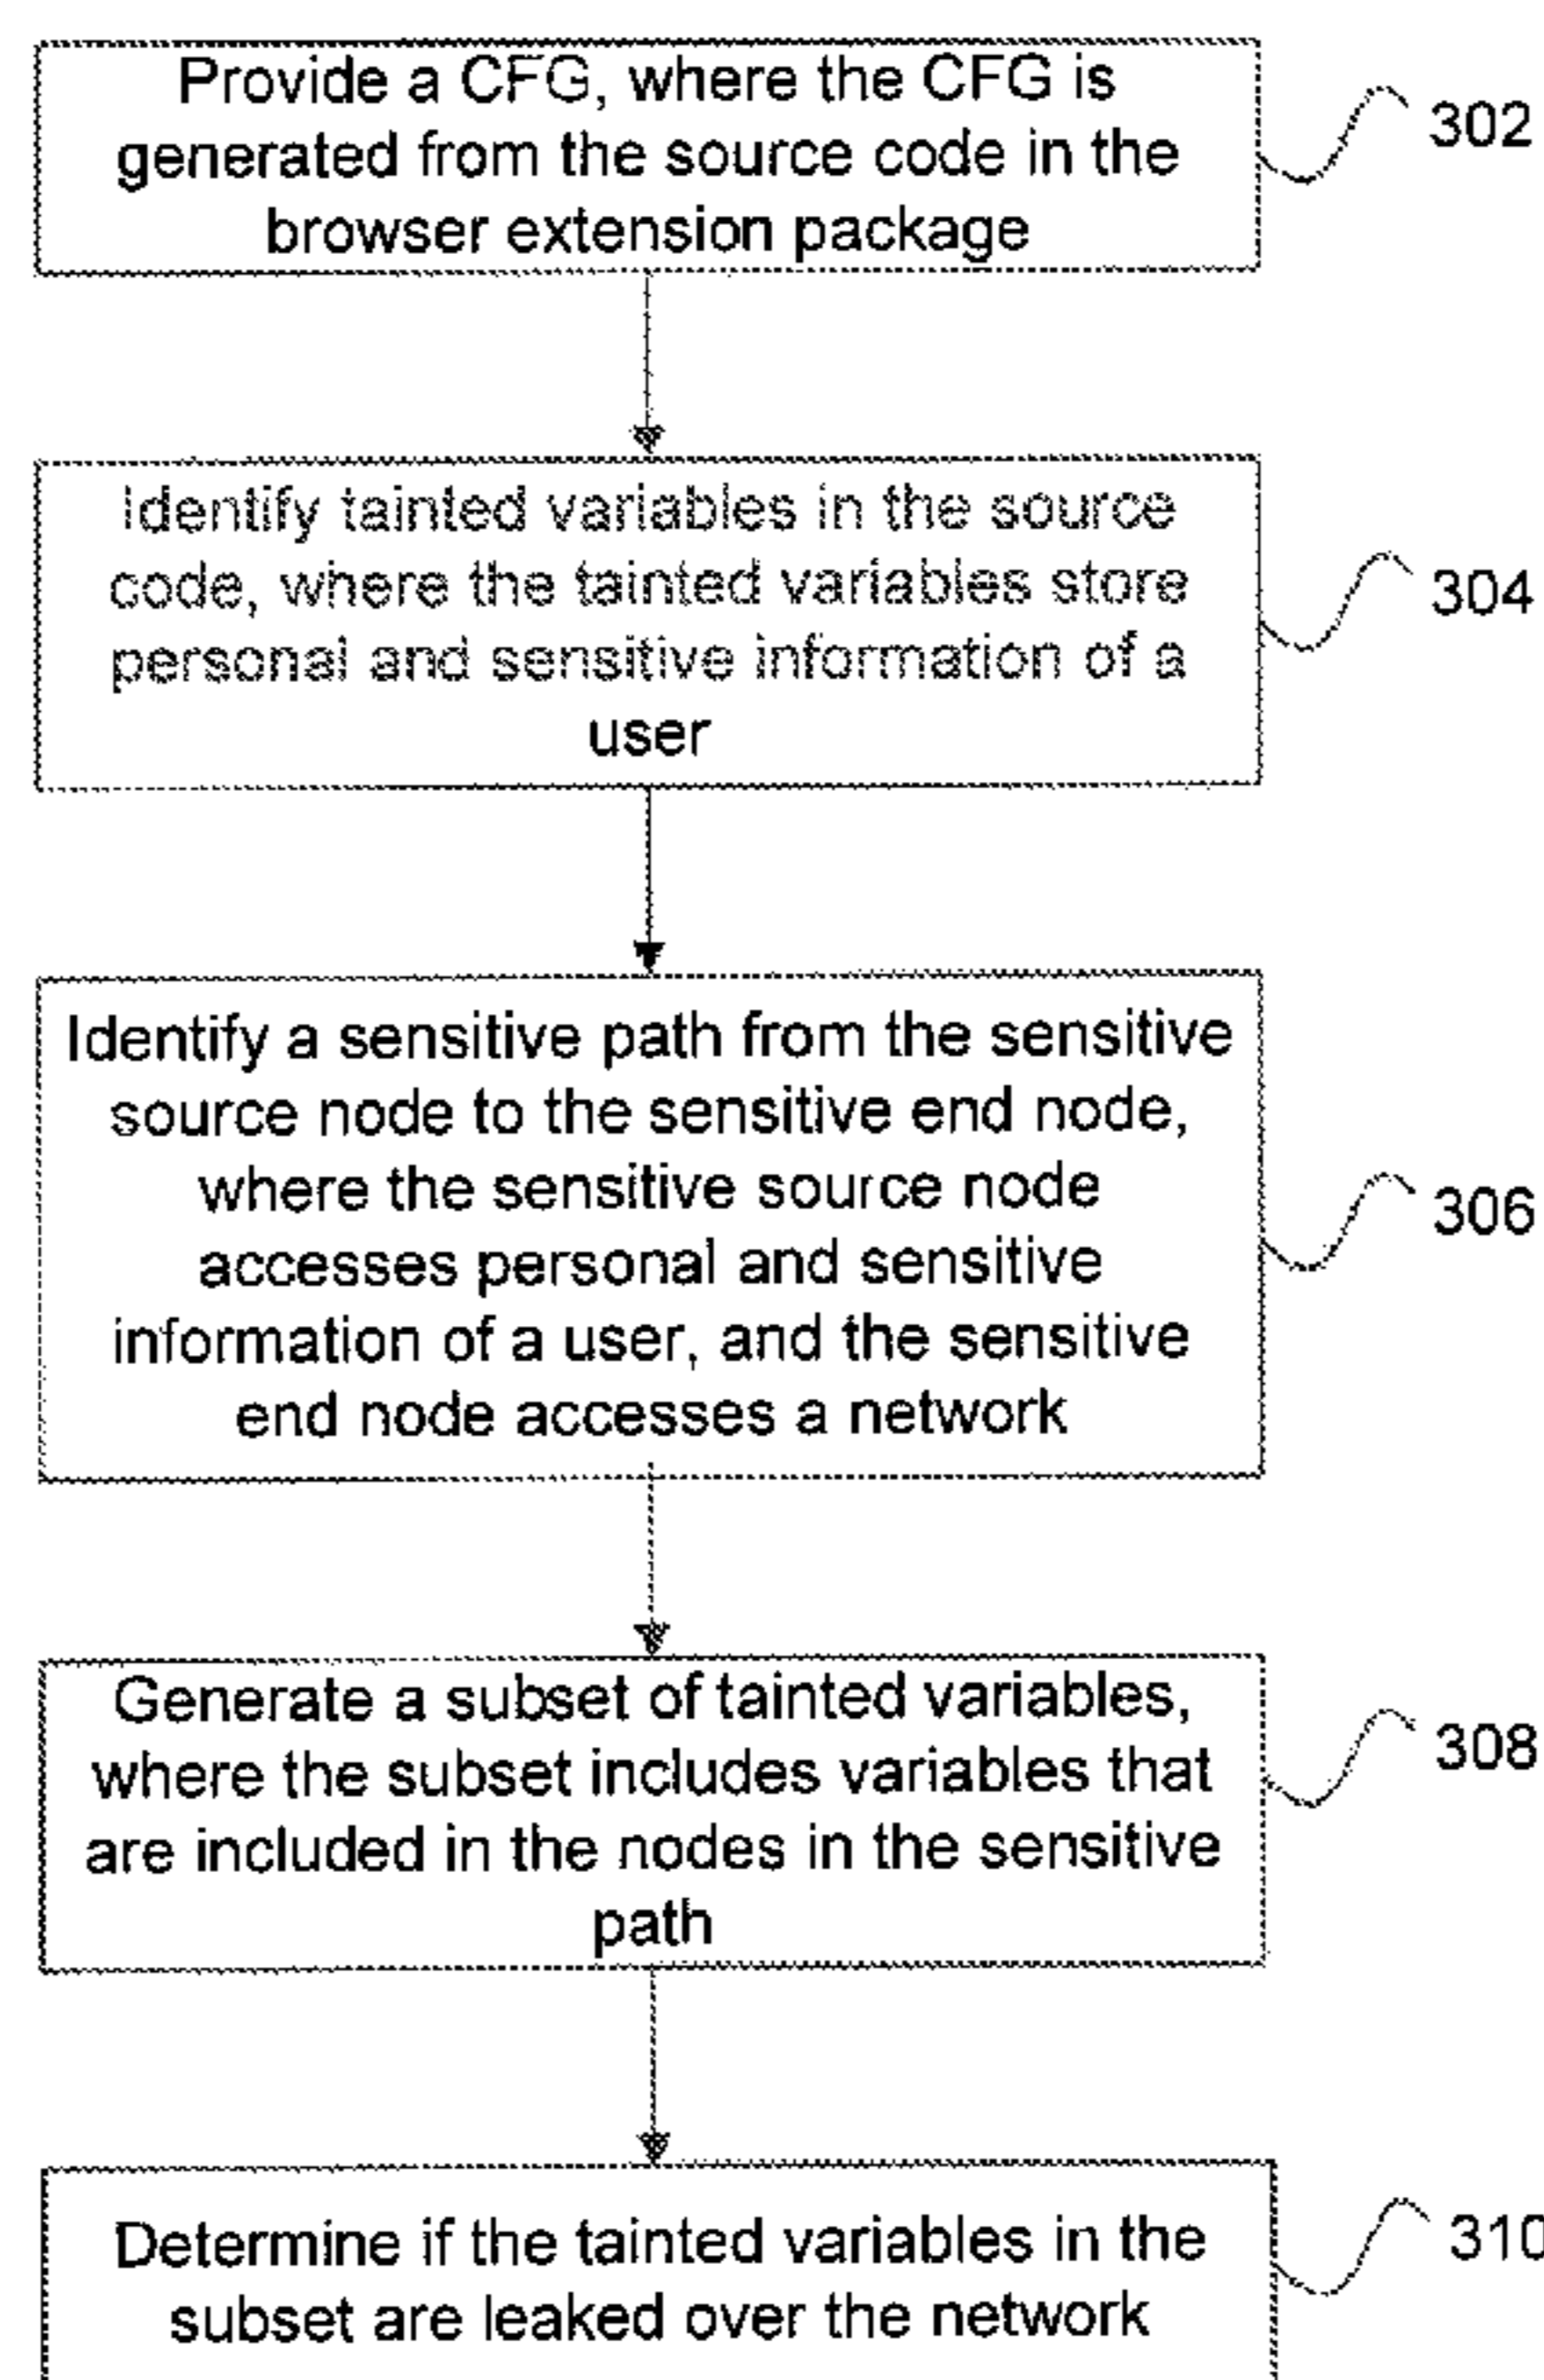 Provide a CFG, where the CFG is
generated from the source code in the
browser extension package
302
Identify tainted variables in the source
code, where the tainted variables store
personal and sensitive information of a
user
304
Identify a sensitive path from the sensitive
source node to the sensitive end node,
where the sensitive source node
accesses personal and sensitive
information of a user, and the sensitive
end node accesses a network
306
Generate a subset of tainted variables,
where the subset includes variables that
are included in the nodes in the sensitive
path
308
Determine if the tainted variables in the
subset are leaked over the network
310